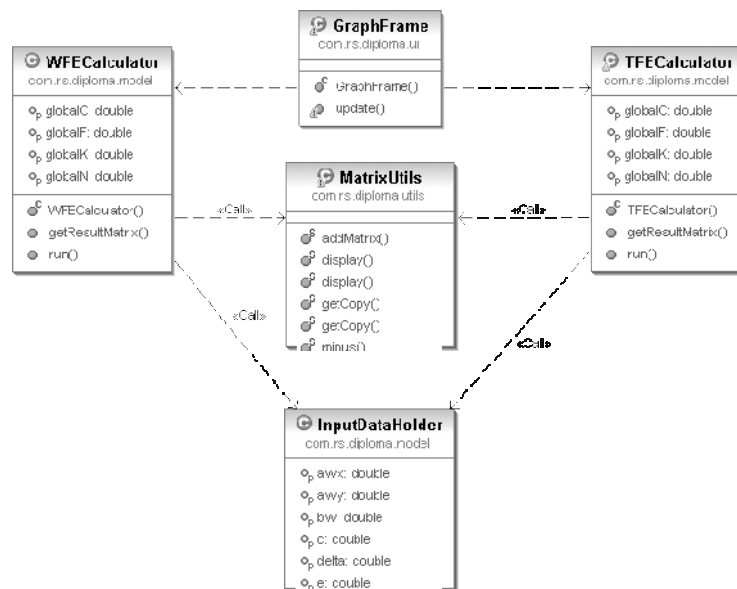 GraphFrame
com.rs.diploma.ui
GraphFrame()
update()
WFECalculator
com.rs.diploma.model
globalC double
globalF: double
globalK double
globalN double
WFECalculator()
getResultMatrix()
run()
TFECalculator
com.rs.diploma.model
globalC: double
globalF: double
globalK: double
globalN: double
TFECalculator()
getResultMatrix()
run()
MatrixUtils
com.rs.diploma utils
addMatrix()
display()
display()
getCopy()
getCopy()
minus()
«Call»
«Call»
«Call»
«Call»
InputDataHolder
com.rs.diploma.model
awx: double
awy: double
bw double
c: double
delta: double
e: double